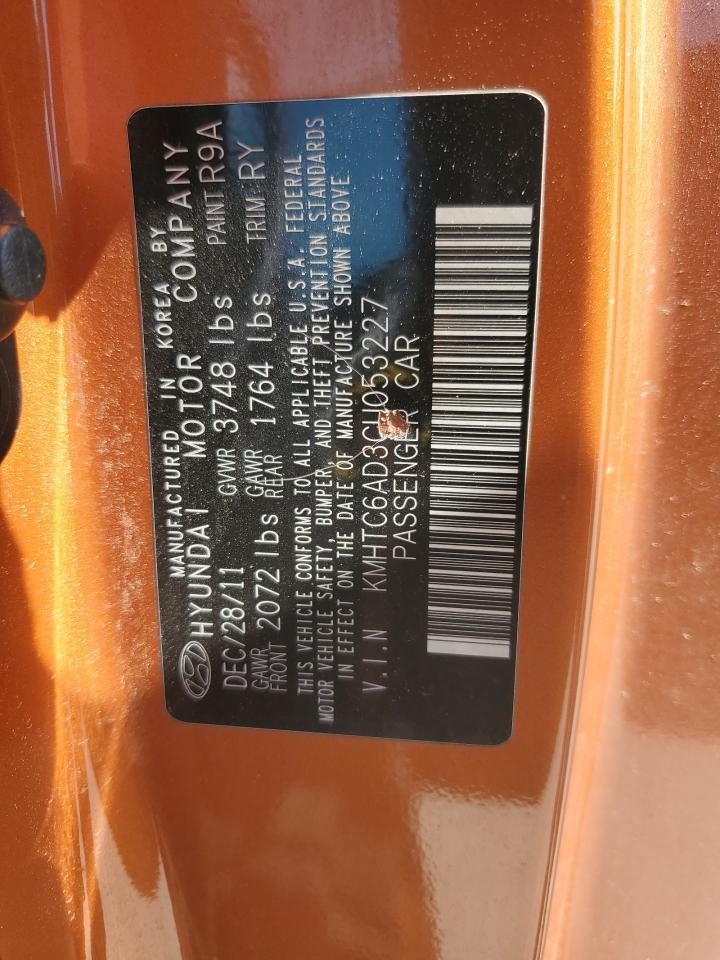 MANUFACTURED IN KOREA BY
HYUNDAI MOTOR COMPANY
DEC/28/11 GVWR 3748 lbs PAINT R9A
GAWR FRONT 2072 lbs GAWR REAR 1764 lbs TRIM RY
THIS VEHICLE CONFORMS TO ALL APPLICABLE U.S.A. FEDERAL
MOTOR VEHICLE SAFETY, BUMPER AND THEFT PREVENTION STANDARDS
IN EFFECT ON THE DATE OF MANUFACTURE SHOWN ABOVE
V.I.N KMHTC6AD3CU053227
PASSENGER CAR